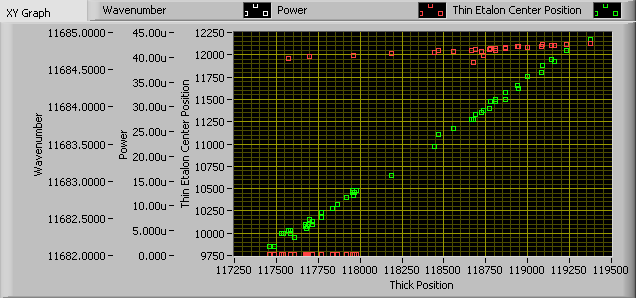 XY Graph
Wavenumber Power Thin Etalon Center Position
11685.0000 45.00u 12250
11684.5000 40.00u 12000
11684.0000 35.00u 11750
11683.5000 30.00u 11500
11683.0000 25.00u 11250
11682.5000 20.00u 11000
11682.0000 15.00u 10750
10.00u 10500
5.000u 10250
0.000 10000
9750
Wavenumber
Power
Thin Etalon Center Position
117250 117500 117750 118000 118250 118500 118750 119000 119250 119500
Thick Position